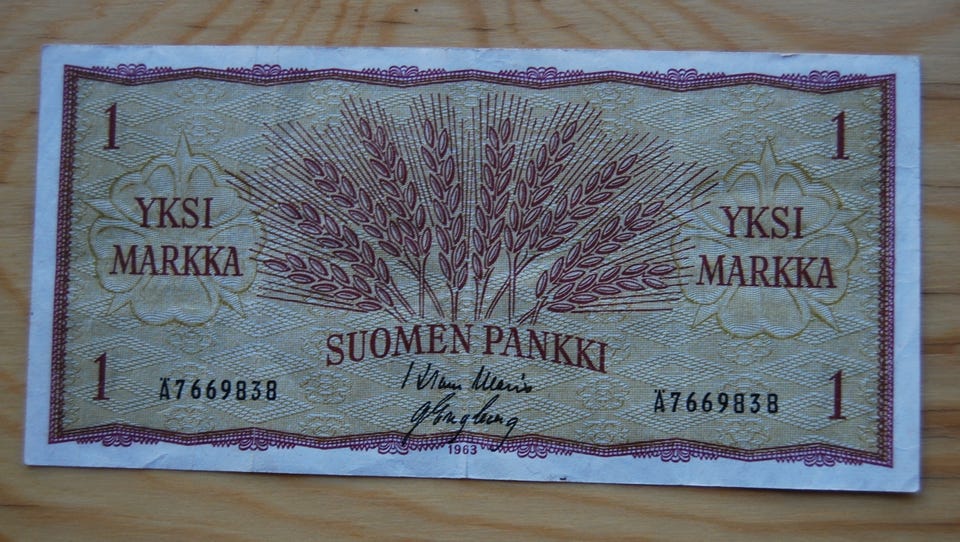 1 1
YKSI MARKKA
YKSI MARKKA
SUOMEN PANKKI
1 1
Ä7669838 Ä7669838
1963